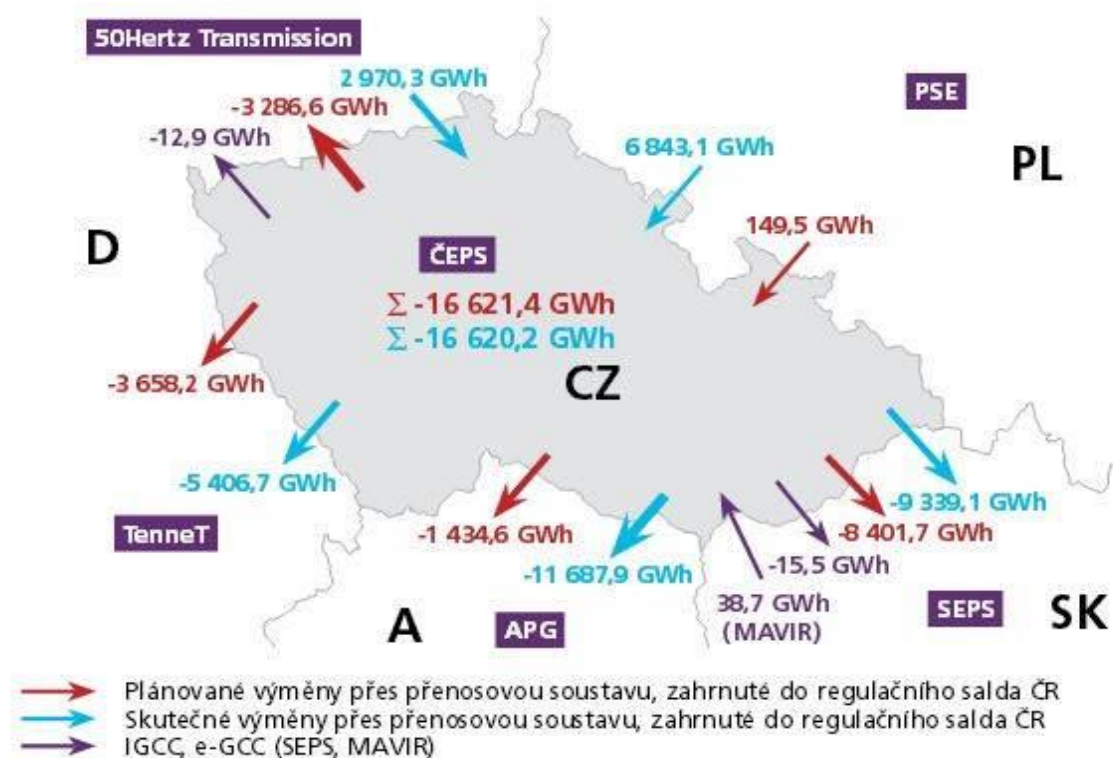 50Hertz Transmission
2 970,3 GWh
-3 286,6 GWh
PSE
-12,9 GWh
6 843,1 GWh
PL
D
149,5 GWh
ČEPS
Σ -16 621,4 GWh
Σ -16 620,2 GWh
CZ
-3 658,2 GWh
-5 406,7 GWh
-9 339,1 GWh
TenneT
-1 434,6 GWh
-8 401,7 GWh
-11 687,9 GWh
-15,5 GWh
38,7 GWh
(MAVIR)
SEPS
SK
A
APG
Plánované výměny přes přenosovou soustavu, zahrnuté do regulačního salda ČR
Skutečné výměny přes přenosovou soustavu, zahrnuté do regulačního salda ČR
IGCC, e-GCC (SEPS, MAVIR)